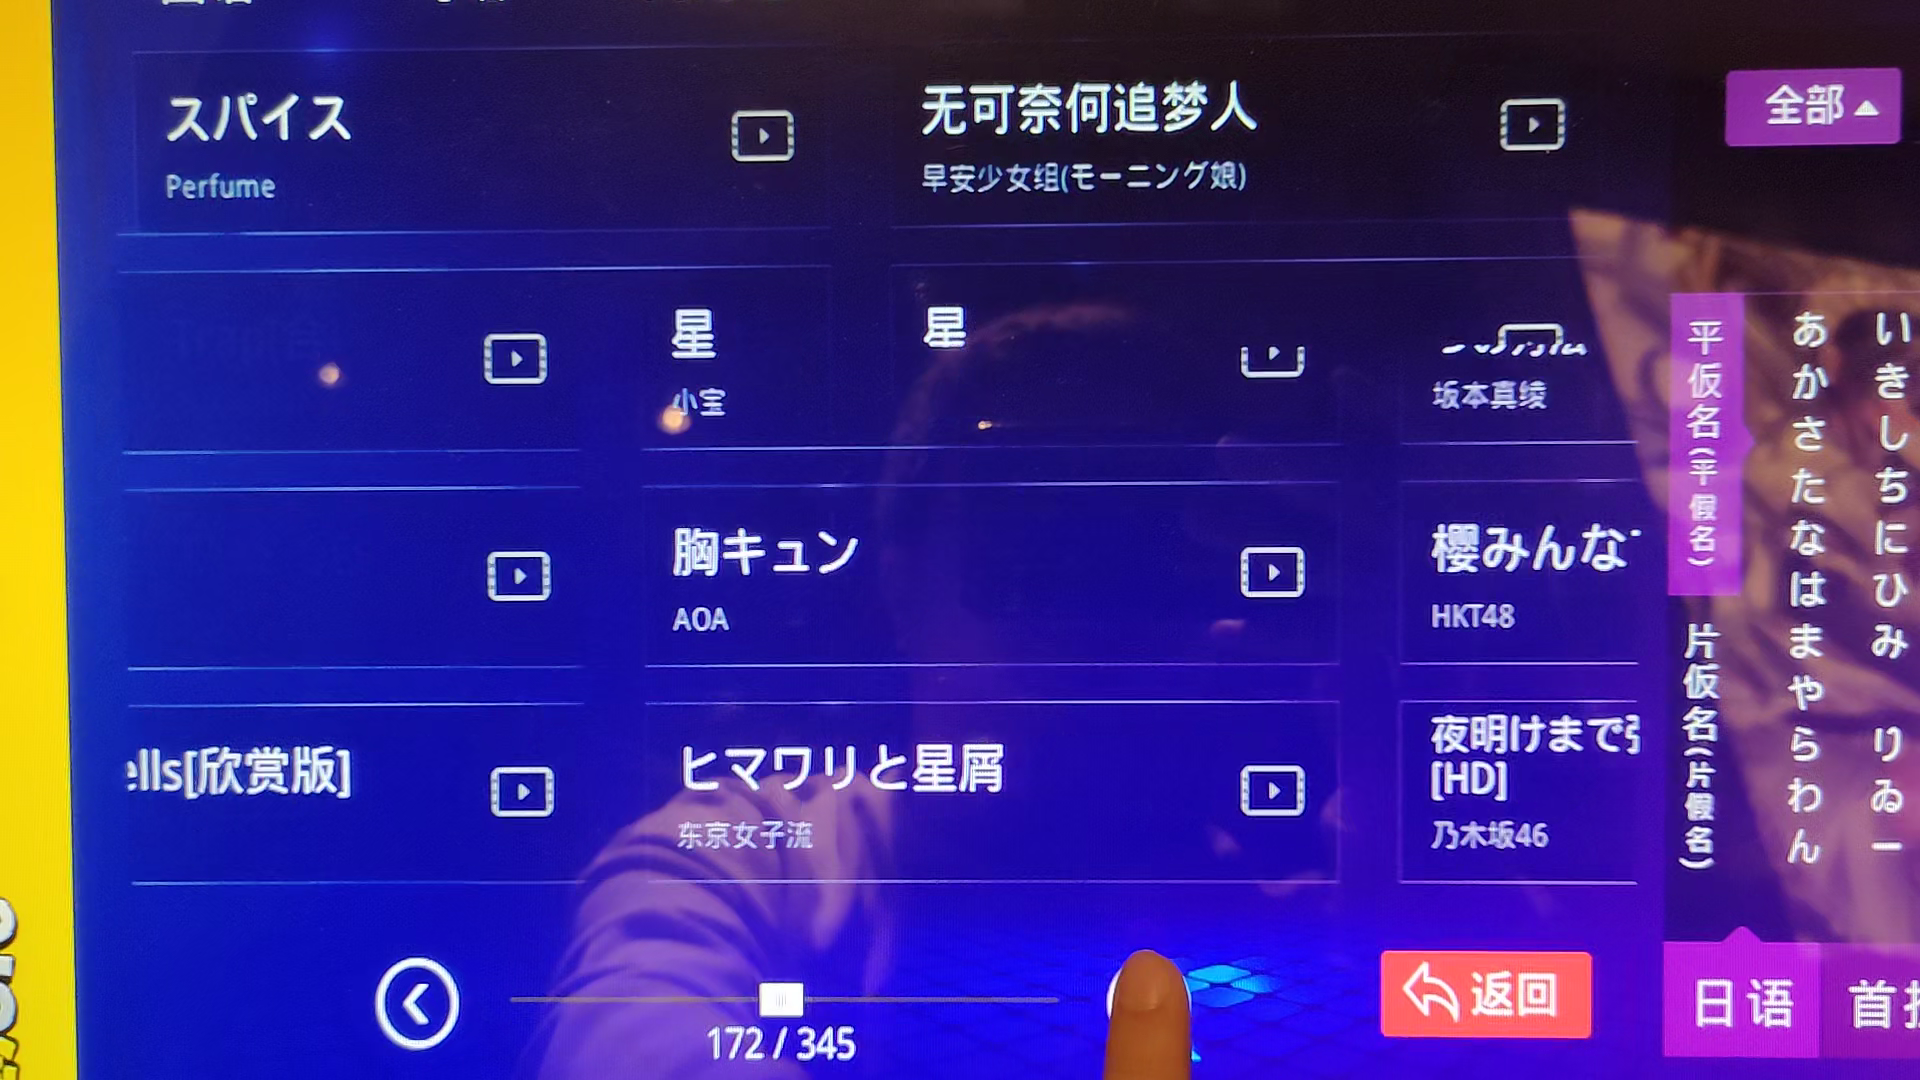 スパイス
Perfume
无可奈何追梦人
早安少女组(モーニング娘)
全部
星
小宝
星
坂本真绫
胸キュン
AOA
櫻みんな
HKT48
ells[欣赏版]
ヒマワリと星屑
东京女子流
夜明けまで
[HD]
乃木坂46
平仮名(平假名)
片仮名(片假名)
あかさたなはまやらわん
いきしちにひみ りゐー
172 / 345
返回
日语
首